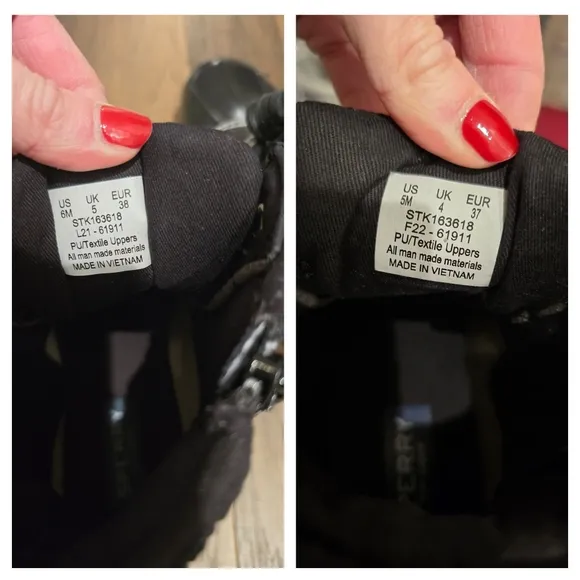 US UK EUR
6M 5 38
STK163618
L21 - 61911
PU/Textile Uppers
All man made materials
MADE IN VIETNAM
US UK EUR
5M 4 37
STK163618
F22 - 61911
PU/Textile Uppers
All man made materials
MADE IN VIETNAM
PERRY